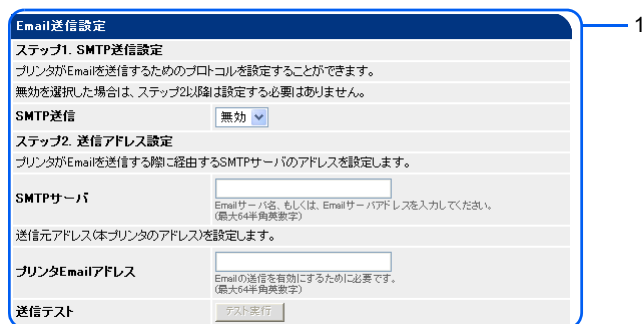 Email送信設定
1
ステップ1. SMTP送信設定
プリンタがEmailを送信するためのプロトコルを設定することができます。
無効を選択した場合は、ステップ2以降は設定する必要はありません。
SMTP送信
無効
ステップ2. 送信アドレス設定
プリンタがEmailを送信する際に経由するSMTPサーバのアドレスを設定します。
SMTPサーバ
Emailサーバ名、もしくは、Emailサーバアドレスを入力してください。
(最大64半角英数字)
送信元アドレス(本プリンタのアドレス)を設定します。
プリンタEmailアドレス
Emailの送信を有効にするために必要です。
(最大64半角英数字)
送信テスト
テスト実行